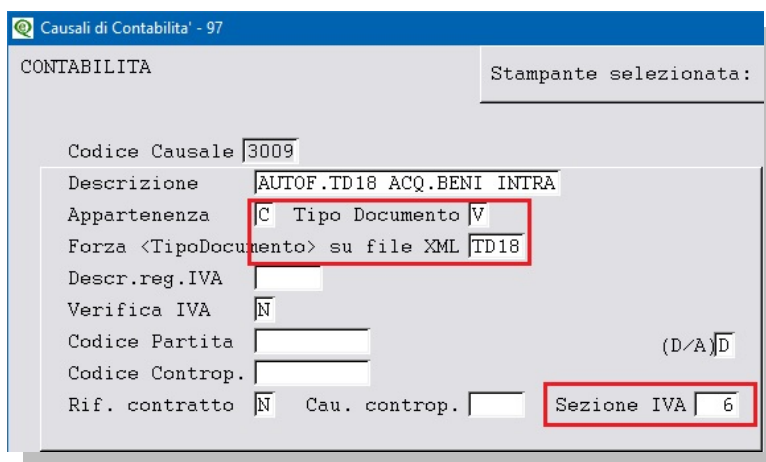 Causali di Contabilita' - 97
CONTABILITA
Stampante selezionata:
Codice Causale 3009
Descrizione AUTOF.TD18 ACQ.BENI INTRA
Appartenenza C Tipo Documento V
Forza <TipoDocumento> su file XML TD18
Descr.reg.IVA
Verifica IVA N
Codice Partita (D/A) D
Codice Controp.
Rif. contratto N Cau. controp. Sezione IVA 6